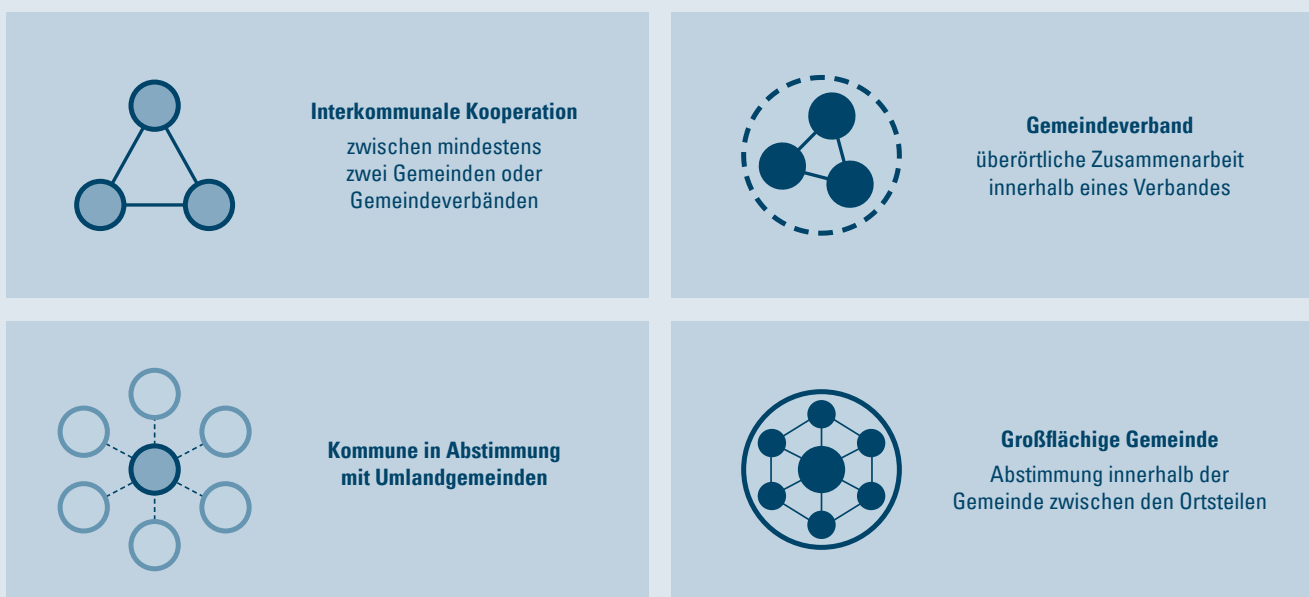 Interkommunale Kooperation
zwischen mindestens
zwei Gemeinden oder
Gemeindeverbänden
Gemeindeverband
überörtliche Zusammenarbeit
innerhalb eines Verbandes
Kommune in Abstimmung
mit Umlandgemeinden
Großflächige Gemeinde
Abstimmung innerhalb der
Gemeinde zwischen den Ortsteilen